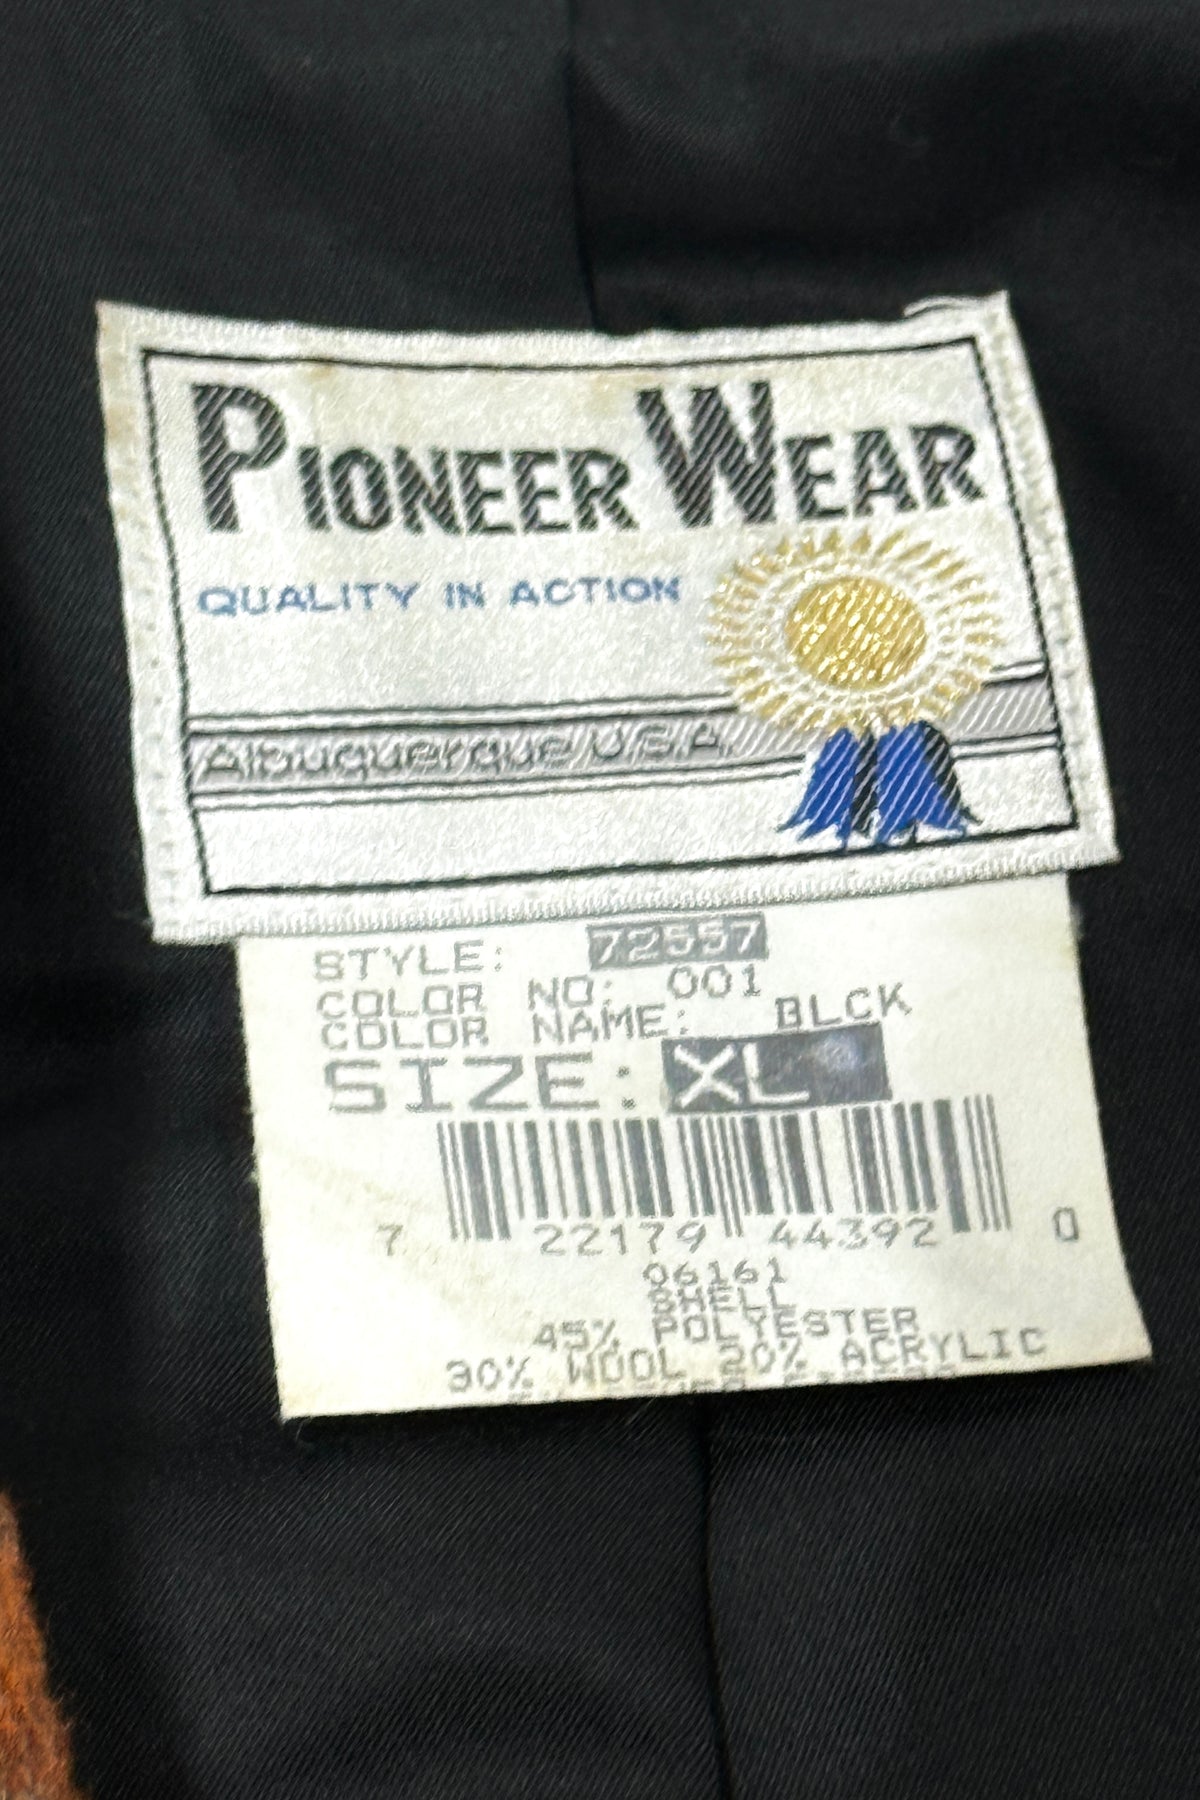 PIONEER WEAR
QUALITY IN ACTION
Albuquerque U.S.A.
STYLE: 72557
COLOR NO: 001
COLOR NAME: BLCK
SIZE: XL
7 22179 44392 0
06161
SHELL
45% POLYESTER
30% WOOL 20% ACRYLIC